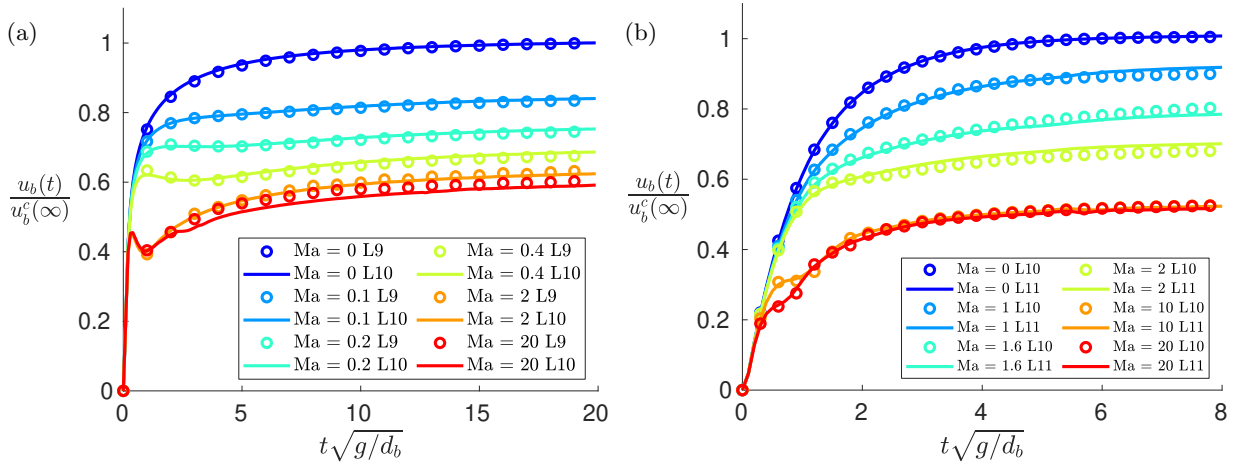 (a)
1
0.8
0.6
0.4
0.2
0
u_b(t)
u_b^c(∞)
0 5 10 15 20
t√g/d_b
Ma = 0 L9
Ma = 0 L10
Ma = 0.1 L9
Ma = 0.1 L10
Ma = 0.2 L9
Ma = 0.2 L10
Ma = 0.4 L9
Ma = 0.4 L10
Ma = 2 L9
Ma = 2 L10
Ma = 20 L9
Ma = 20 L10
(b)
1
0.8
0.6
0.4
0.2
0
u_b(t)
u_b^c(∞)
0 2 4 6 8
t√g/d_b
Ma = 0 L10
Ma = 0 L11
Ma = 1 L10
Ma = 1 L11
Ma = 1.6 L10
Ma = 1.6 L11
Ma = 2 L10
Ma = 2 L11
Ma = 10 L10
Ma = 10 L11
Ma = 20 L10
Ma = 20 L11